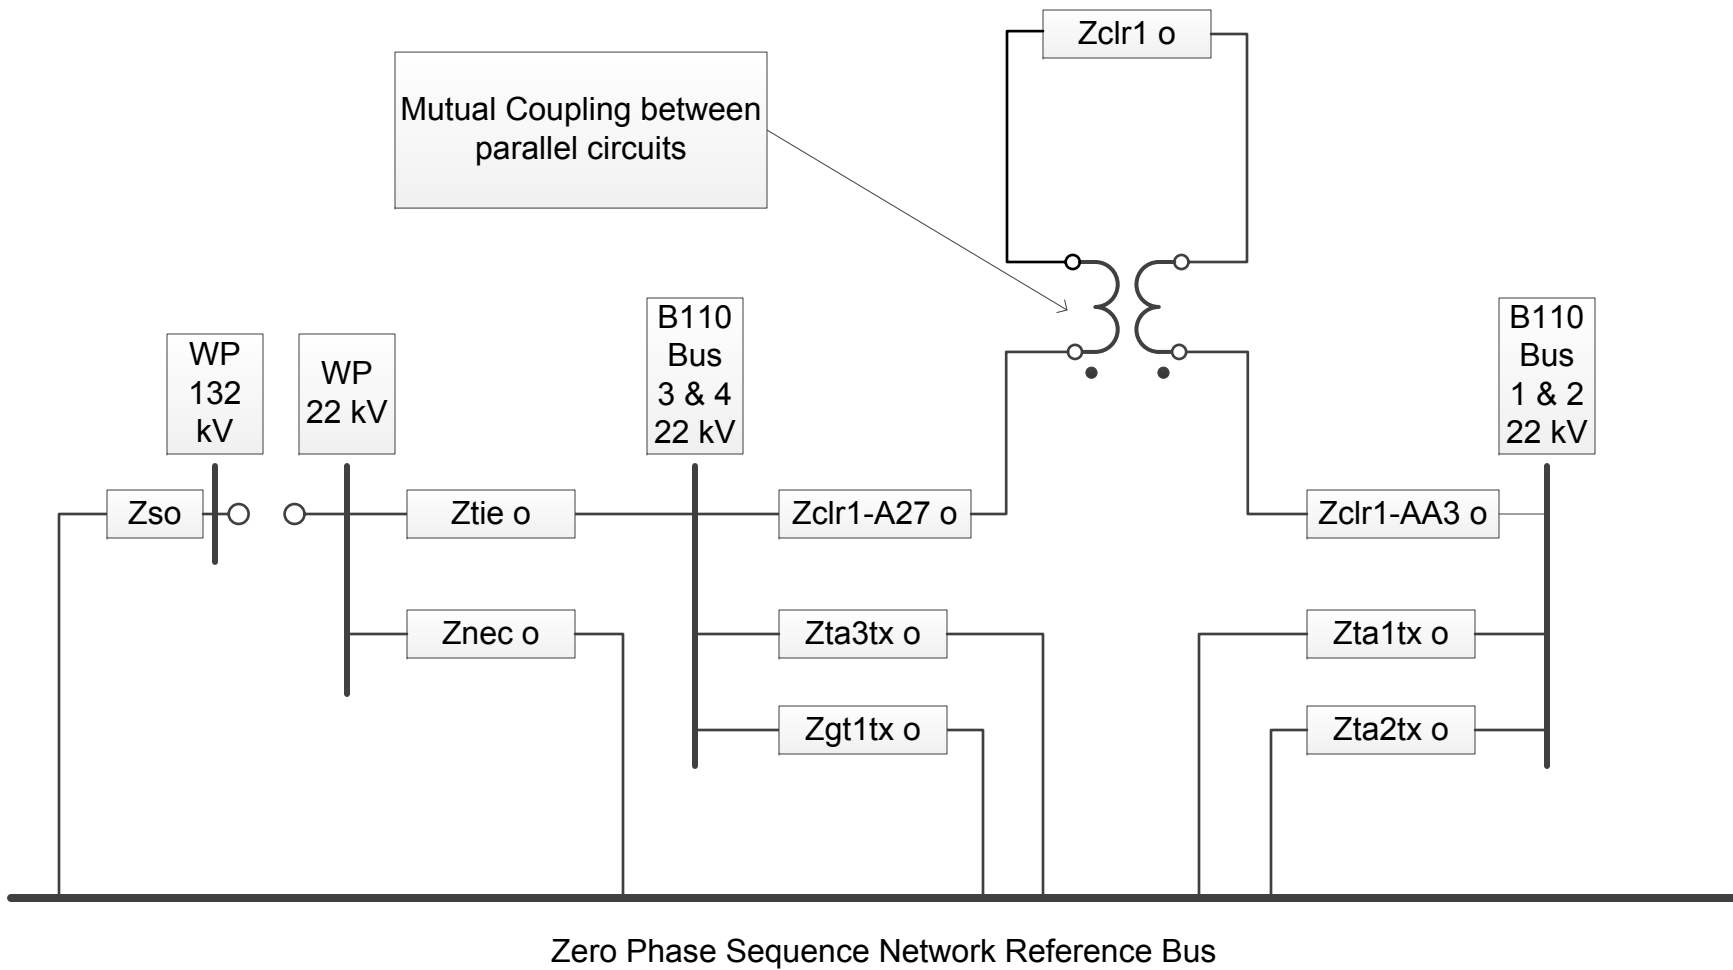 Zclr1 o
Mutual Coupling between
parallel circuits
B110
Bus
3 & 4
22 kV
B110
Bus
1 & 2
22 kV
WP
132
kV
WP
22 kV
Zso
Ztie o
Zclr1-A27 o
Zclr1-AA3 o
Znec o
Zta3tx o
Zta1tx o
Zgt1tx o
Zta2tx o
Zero Phase Sequence Network Reference Bus